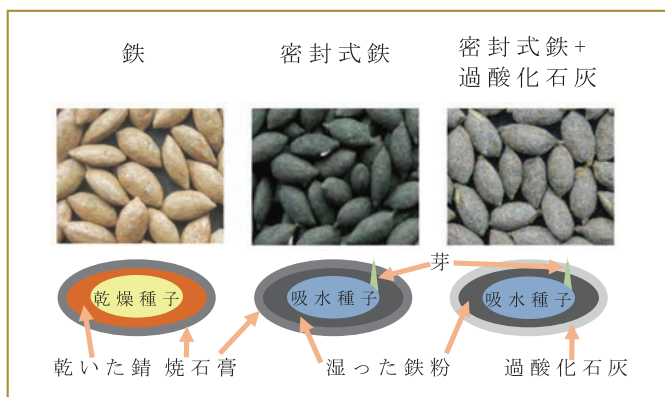 鉄
密封式鉄
密封式鉄+
過酸化石灰
芽
乾燥種子
吸水種子
吸水種子
乾いた錆
焼石膏
湿った鉄粉
過酸化石灰